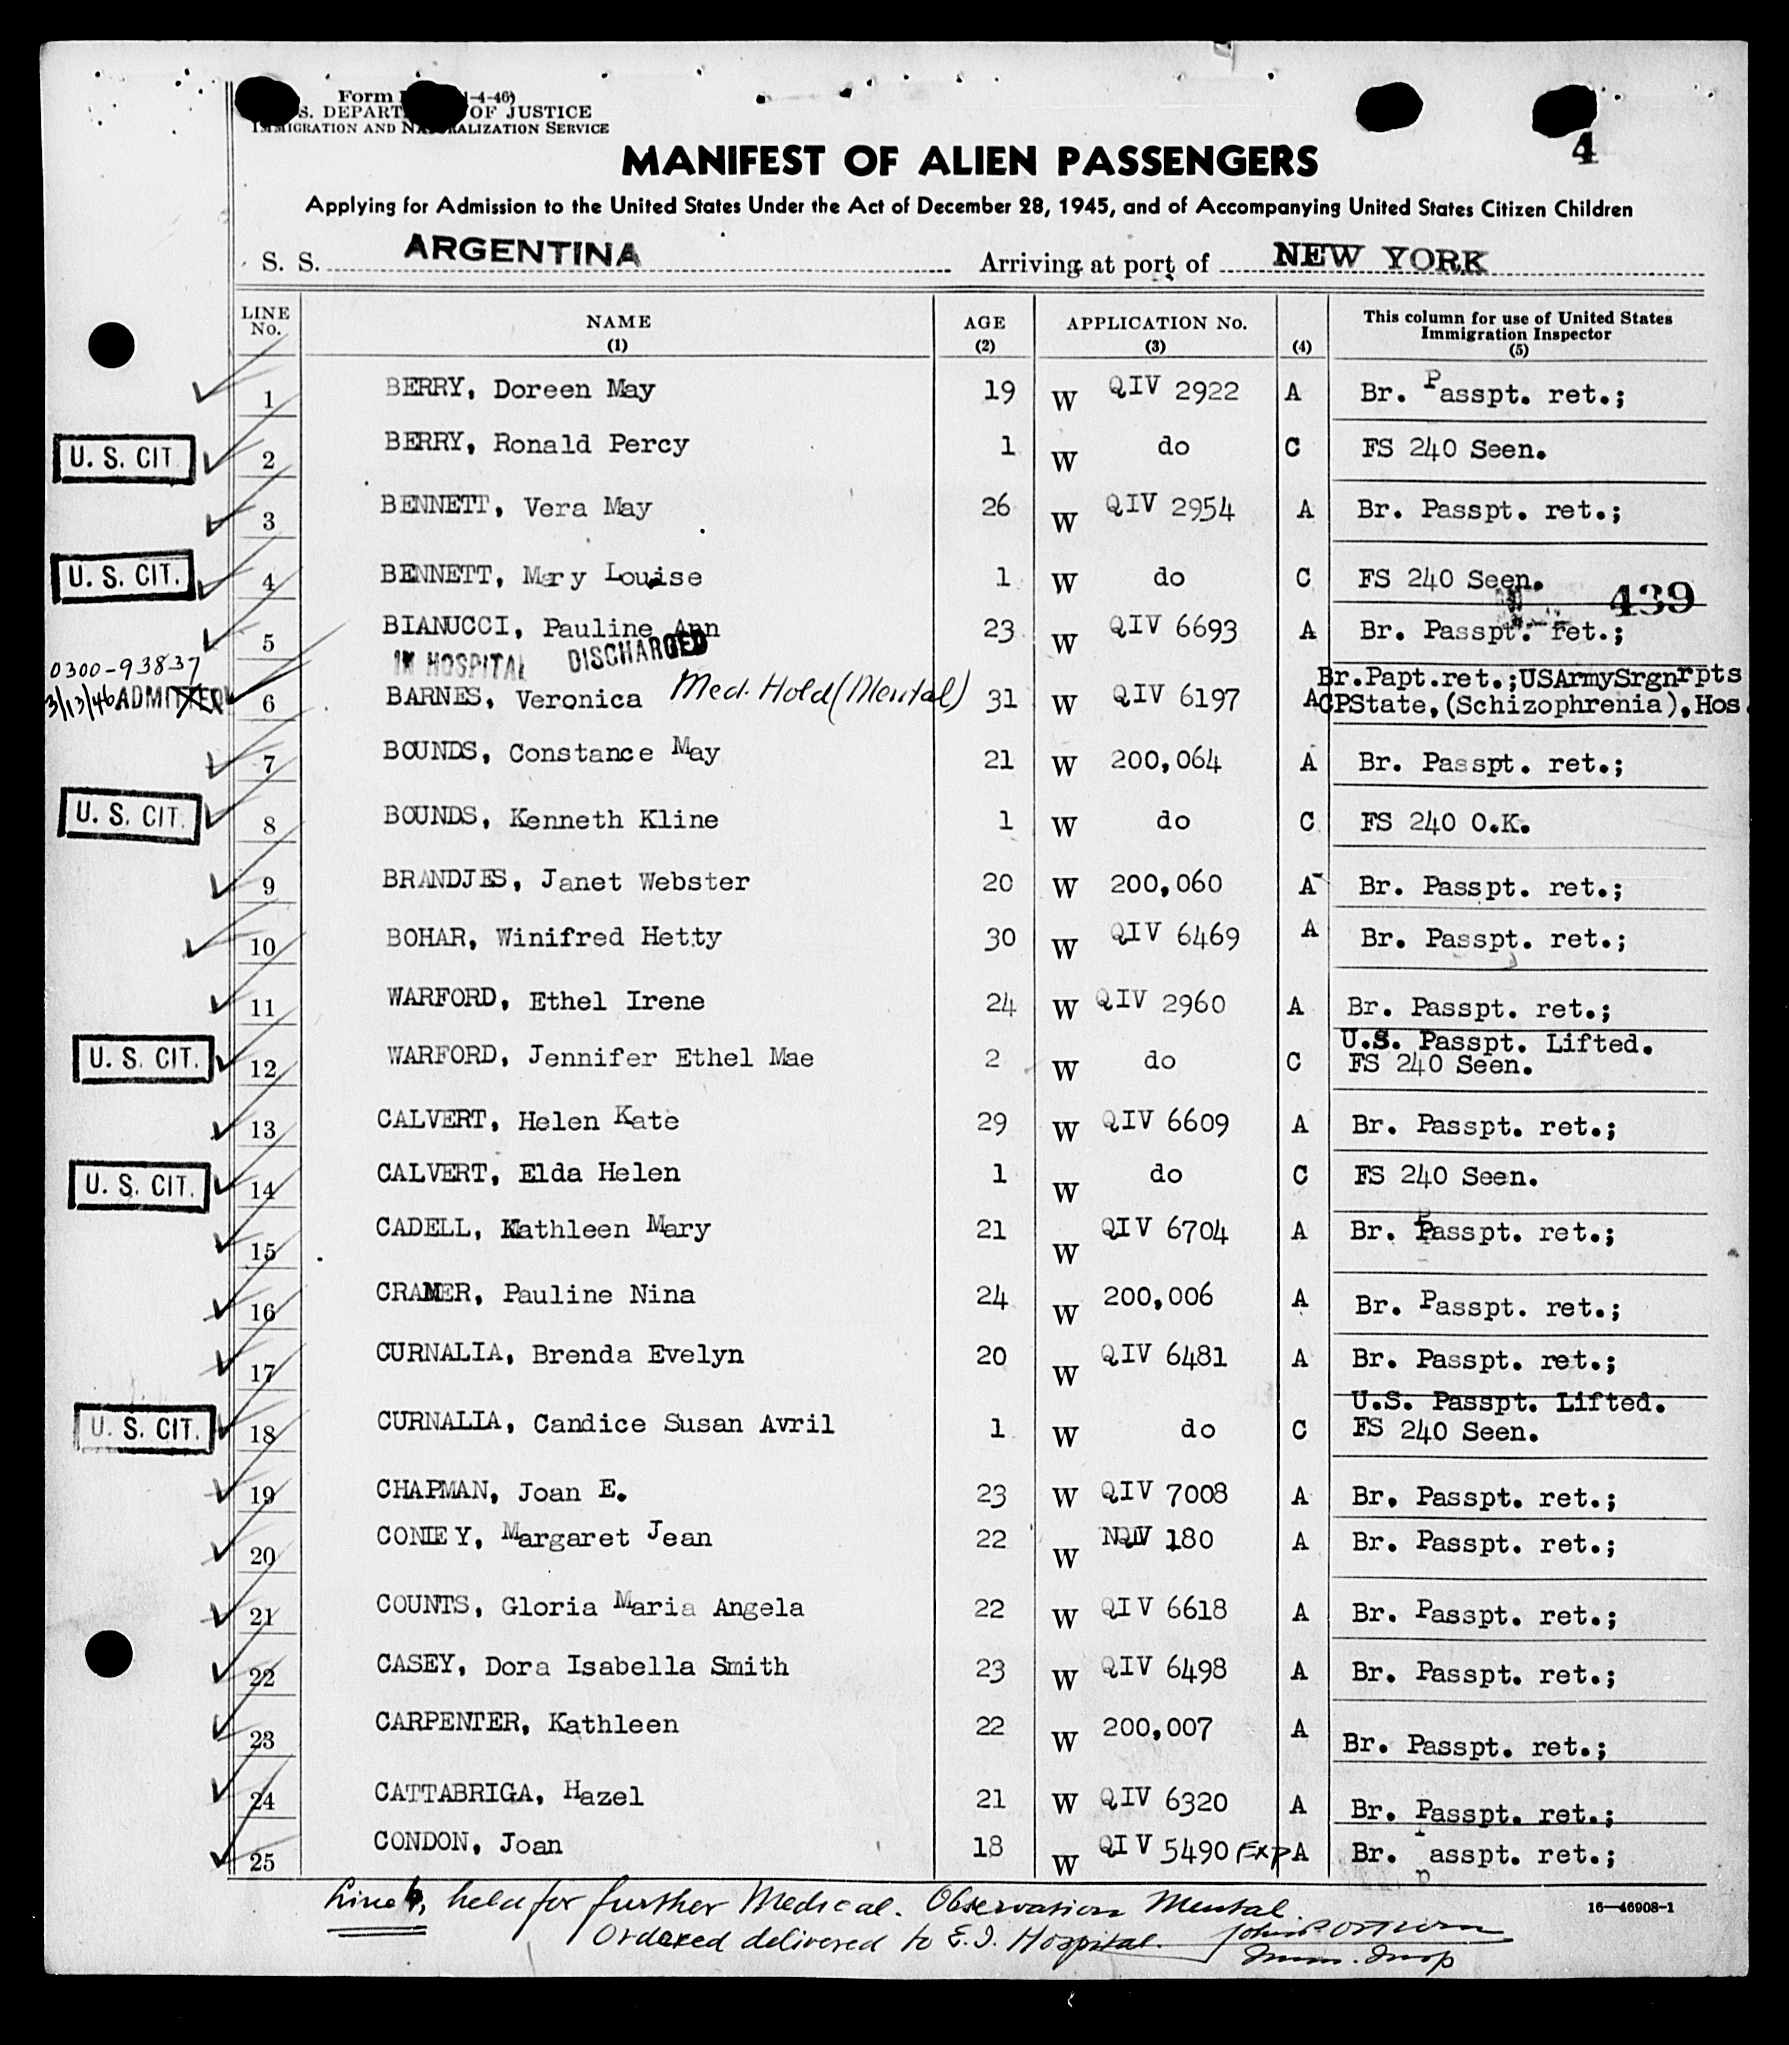 Form 1-4-46)
S. DEPART OF JUSTICE
IMMIGRATION AND NATURALIZATION SERVICE
4
MANIFEST OF ALIEN PASSENGERS
Applying for Admission to the United States Under the Act of December 28, 1945, and of Accompanying United States Citizen Children
S. S. ARGENTINA Arriving at port of NEW YORK
LINE No. NAME (1) AGE (2) APPLICATION No. (3) (4) This column for use of United States Immigration Inspector (5)
1 BERRY, Doreen May 19 W QIV 2922 A Br. Passpt. ret.;
U. S. CIT. 2 BERRY, Ronald Percy 1 W do C FS 240 Seen.
3 BENNETT, Vera May 26 W QIV 2954 A Br. Passpt. ret.;
U. S. CIT. 4 BENNETT, Mary Louise 1 W do C FS 240 Seen.
439
5 BIANUCCI, Pauline Ann 23 W QIV 6693 A Br. Passpt. ret.;
IN HOSPITAL DISCHARGED
0300-93837
3/13/46 ADMITTED 6 BARNES, Veronica Med. Hold (Mental) 31 W QIV 6197 A Br.Papt.ret.;USArmySrgnrpts
CPState,(Schizophrenia),Hos.
7 BOUNDS, Constance May 21 W 200,064 A Br. Passpt. ret.;
U. S. CIT. 8 BOUNDS, Kenneth Kline 1 W do C FS 240 O.K.
9 BRANDJES, Janet Webster 20 W 200,060 A Br. Passpt. ret.;
10 BOHAR, Winifred Hetty 30 W QIV 6469 A Br. Passpt. ret.;
11 WARFORD, Ethel Irene 24 W QIV 2960 A Br. Passpt. ret.;
U.S. Passpt. Lifted.
U. S. CIT. 12 WARFORD, Jennifer Ethel Mae 2 W do C FS 240 Seen.
13 CALVERT, Helen Kate 29 W QIV 6609 A Br. Passpt. ret.;
U. S. CIT. 14 CALVERT, Elda Helen 1 W do C FS 240 Seen.
15 CADELL, Kathleen Mary 21 W QIV 6704 A Br. Passpt. ret.;
16 CRAMER, Pauline Nina 24 W 200,006 A Br. Passpt. ret.;
17 CURNALIA, Brenda Evelyn 20 W QIV 6481 A Br. Passpt. ret.;
U.S. Passpt. Lifted.
U. S. CIT. 18 CURNALIA, Candice Susan Avril 1 W do C FS 240 Seen.
19 CHAPMAN, Joan E. 23 W QIV 7008 A Br. Passpt. ret.;
20 CONLEY, Margaret Jean 22 W NQIV 180 A Br. Passpt. ret.;
21 COUNTS, Gloria Maria Angela 22 W QIV 6618 A Br. Passpt. ret.;
22 CASEY, Dora Isabella Smith 23 W QIV 6498 A Br. Passpt. ret.;
23 CARPENTER, Kathleen 22 W 200,007 A Br. Passpt. ret.;
24 CATTABRIGA, Hazel 21 W QIV 6320 A Br. Passpt. ret.;
25 CONDON, Joan 18 W QIV 5490 (Exp A Br. Passpt. ret.;
Line 6, held for further Medical. Observation Mental.
16—46908-1
Ordered delivered to E.I. Hospital. John
Imm. Insp